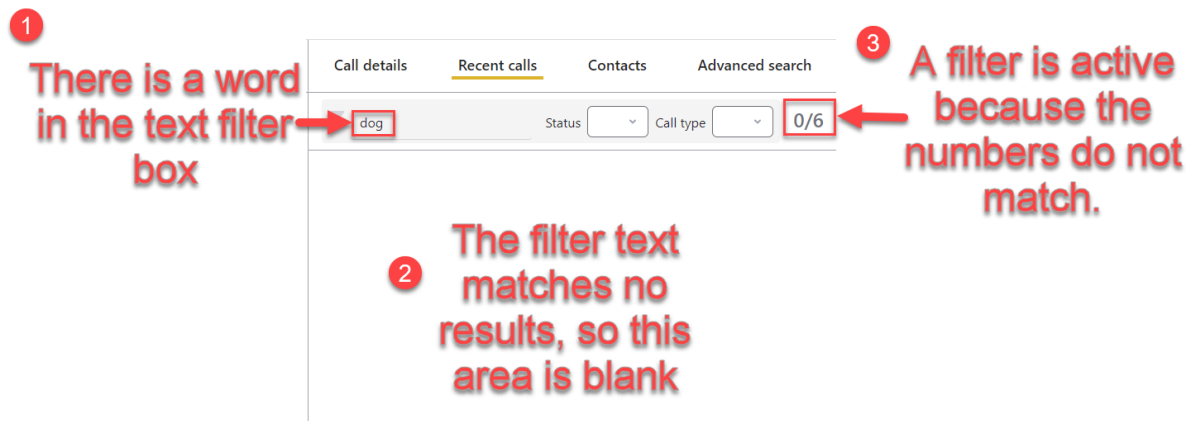 1
There is a word
in the text filter
box
Call details Recent calls Contacts Advanced search
dog Status Call type 0/6
3
A filter is active
because the
numbers do not
match.
2
The filter text
matches no
results, so this
area is blank